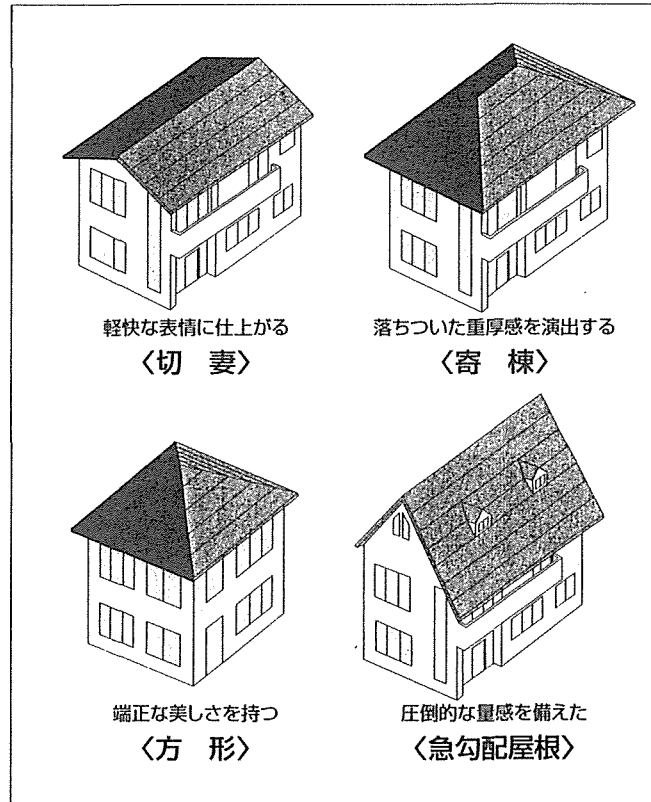 軽快な表情に仕上がる
〈切　妻〉
落ちついた重厚感を演出する
〈寄　棟〉
端正な美しさを持つ
〈方　形〉
圧倒的な量感を備えた
〈急勾配屋根〉